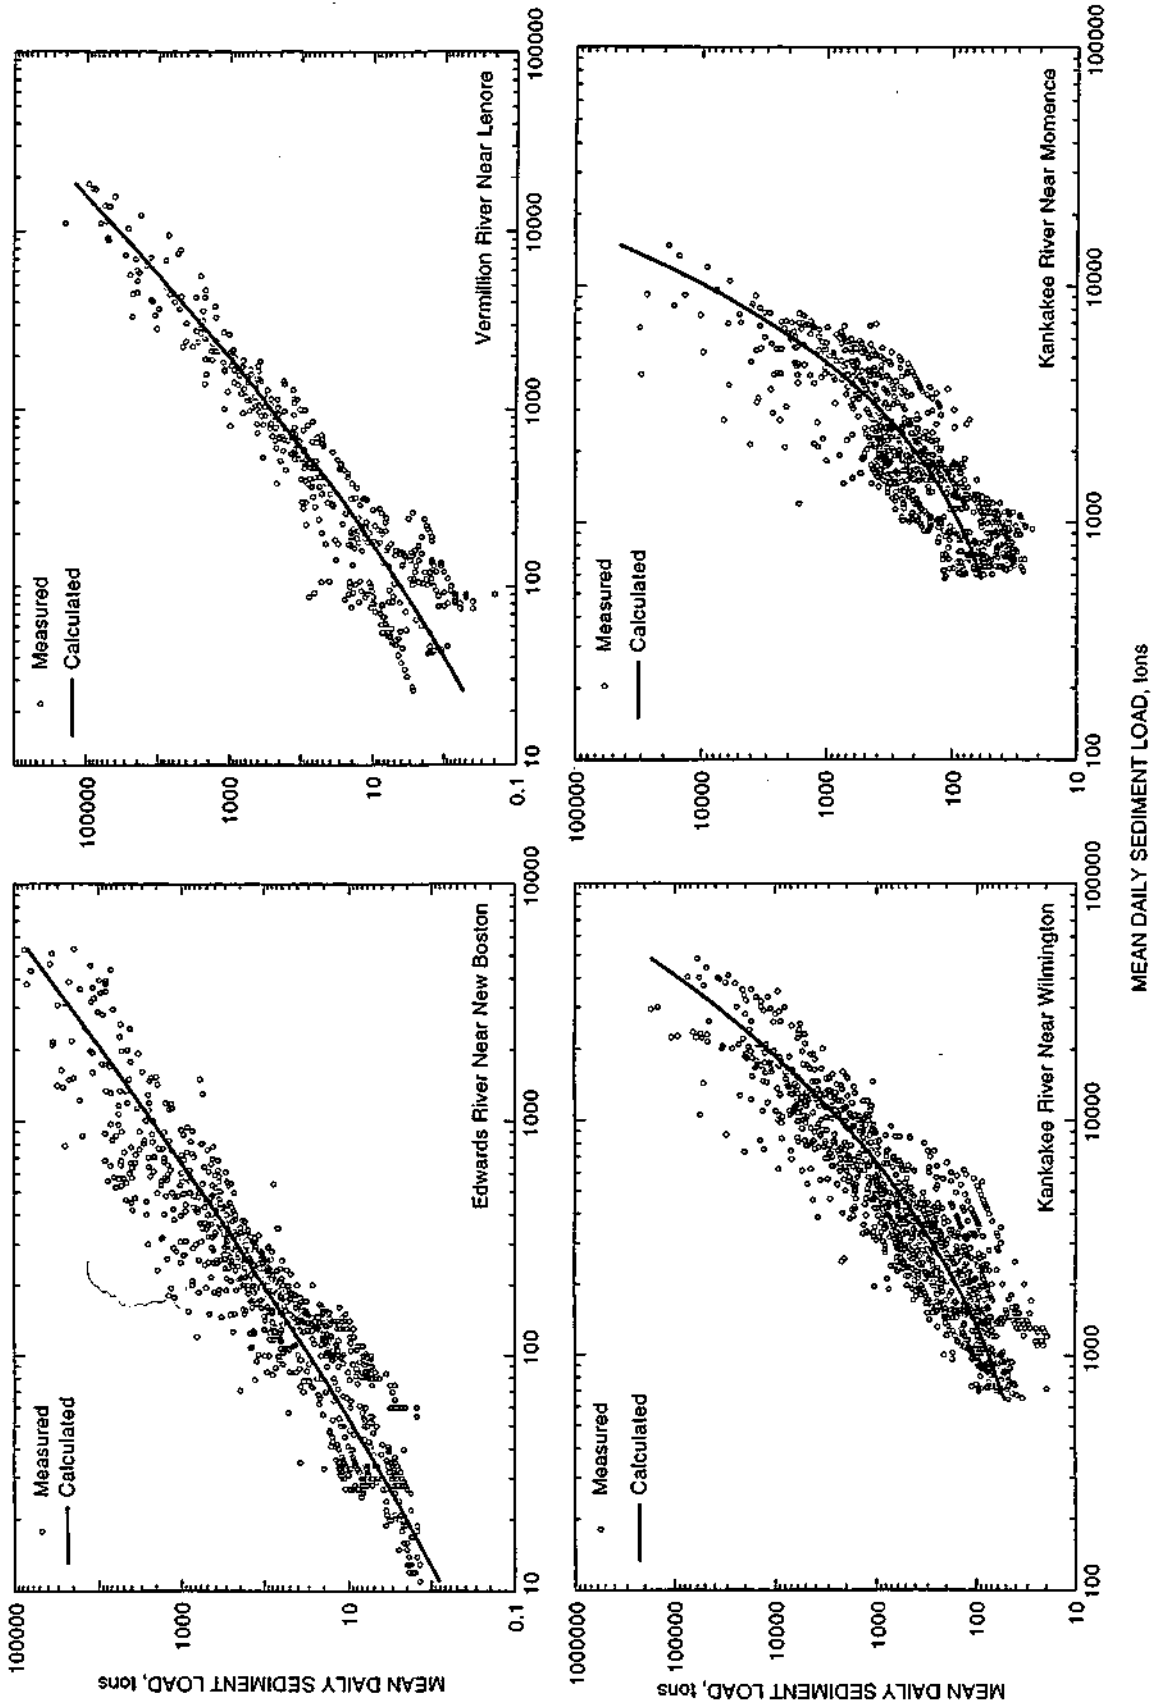 MEAN DAILY SEDIMENT LOAD, tons
100000
1000
10
0.1
Measured
Calculated
Edwards River Near New Boston
10
100
1000
10000
100000
1000
10
0.1
Measured
Calculated
Vermillion River Near Lenore
10
100
1000
10000
100000
MEAN DAILY SEDIMENT LOAD, tons
1000000
100000
10000
1000
100
10
Measured
Calculated
Kankakee River Near Wilmington
100
1000
10000
100000
100000
10000
1000
100
10
Measured
Calculated
Kankakee River Near Momence
100
1000
10000
100000
MEAN DAILY SEDIMENT LOAD, tons